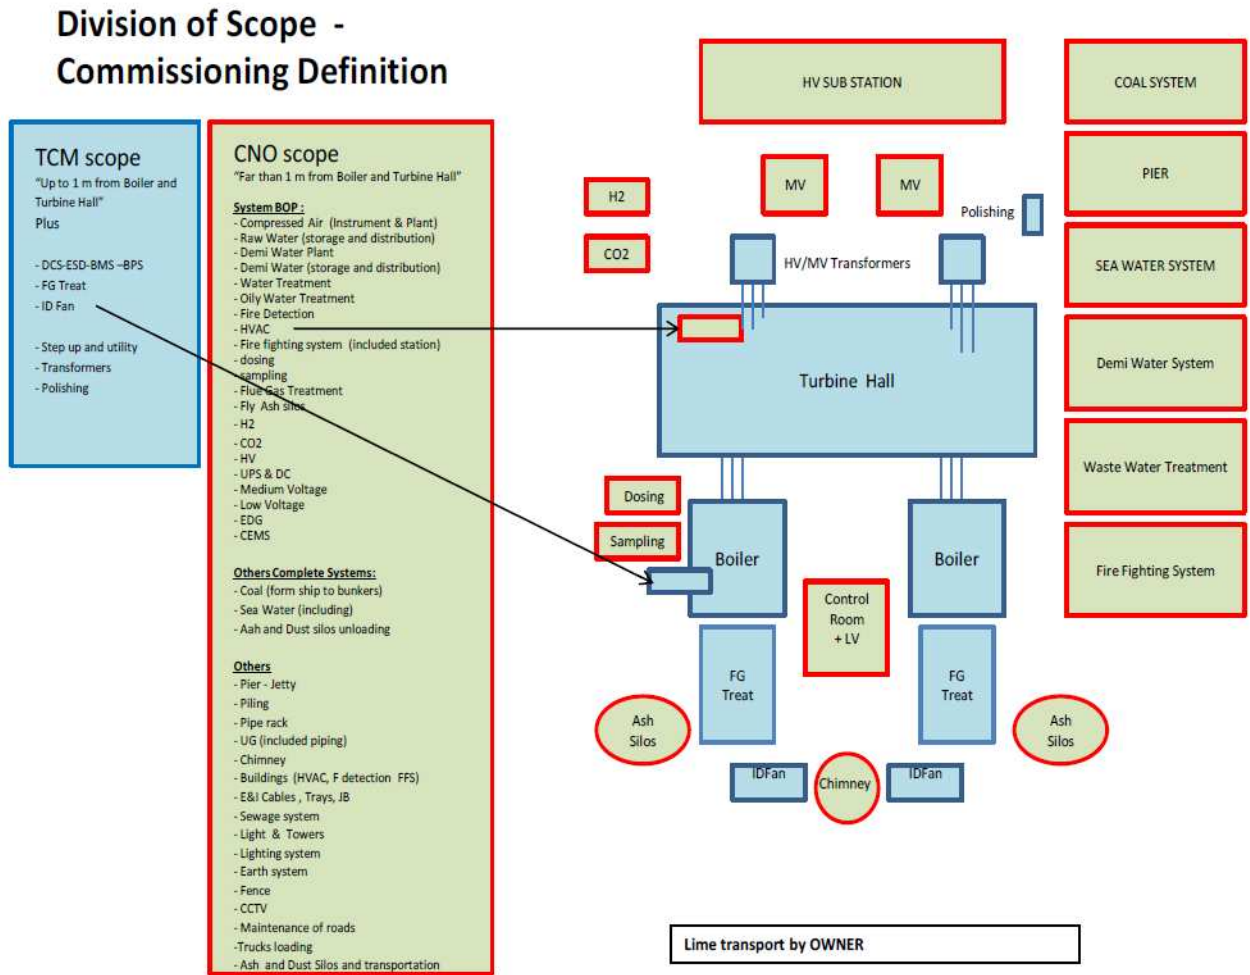 Division of Scope -
Commissioning Definition
TCM scope
"Up to 1 m from Boiler and
Turbine Hall"
Plus
- DCS-ESD-BMS –BPS
- FG Treat
- ID Fan
- Step up and utility
- Transformers
- Polishing
CNO scope
"Far than 1 m from Boiler and Turbine Hall"
System BOP :
- Compressed Air (Instrument & Plant)
- Raw Water (storage and distribution)
- Demi Water Plant
- Demi Water (storage and distribution)
- Water Treatment
- Oily Water Treatment
- Fire Detection
- HVAC
- Fire fighting system (included station)
- dosing
-sampling
- Flue Gas Treatment
- Fly Ash silos
- H2
- CO2
- HV
- UPS & DC
- Medium Voltage
- Low Voltage
- EDG
- CEMS
Others Complete Systems:
- Coal (form ship to bunkers)
- Sea Water (including)
- Aah and Dust silos unloading
Others
- Pier - Jetty
- Piling
- Pipe rack
- UG (included piping)
- Chimney
- Buildings (HVAC, F detection FFS)
- E&I Cables , Trays, JB
- Sewage system
- Light & Towers
- Lighting system
- Earth system
- Fence
- CCTV
- Maintenance of roads
-Trucks loading
- Ash and Dust Silos and transportation
HV SUB STATION
H2
MV
MV
Polishing
CO2
HV/MV Transformers
Turbine Hall
Dosing
Sampling
Boiler
Boiler
Control
Room
+ LV
FG
Treat
FG
Treat
Ash
Silos
Ash
Silos
IDFan
Chimney
IDFan
COAL SYSTEM
PIER
SEA WATER SYSTEM
Demi Water System
Waste Water Treatment
Fire Fighting System
Lime transport by OWNER